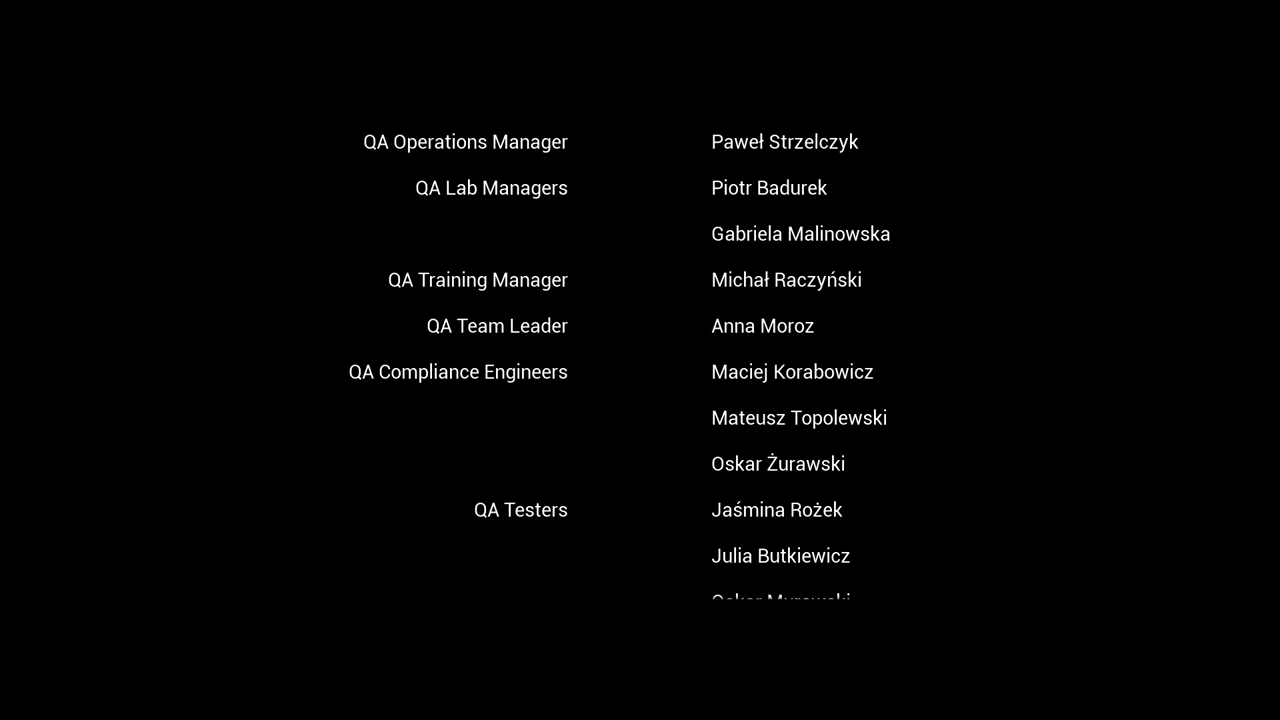 QA Operations Manager Paweł Strzelczyk
QA Lab Managers Piotr Badurek
Gabriela Malinowska
QA Training Manager Michał Raczyński
QA Team Leader Anna Moroz
QA Compliance Engineers Maciej Korabowicz
Mateusz Topolewski
Oskar Żurawski
QA Testers Jaśmina Rożek
Julia Butkiewicz
Oskar